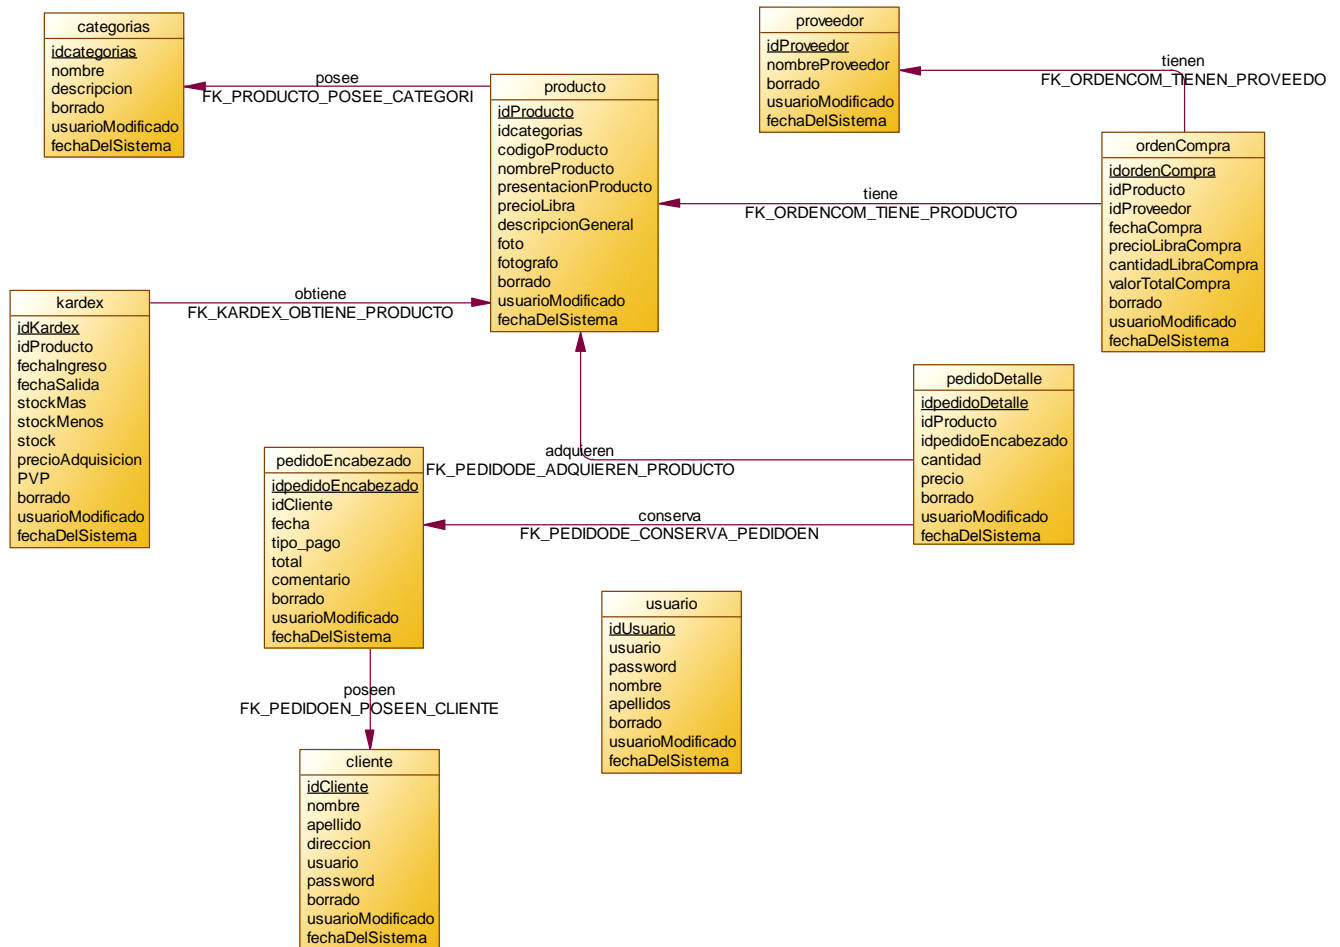 categorias
idcategorias
nombre
descripcion
borrado
usuarioModificado
fechaDelSistema
posee
FK_PRODUCTO_POSEE_CATEGORI
producto
idProducto
idcategorias
codigoProducto
nombreProducto
presentacionProducto
precioLibra
descripcionGeneral
foto
fotografo
borrado
usuarioModificado
fechaDelSistema
proveedor
idProveedor
nombreProveedor
borrado
usuarioModificado
fechaDelSistema
tienen
FK_ORDENCOM_TIENEN_PROVEEDO
ordenCompra
idordenCompra
idProducto
idProveedor
fechaCompra
precioLibraCompra
cantidadLibraCompra
valorTotalCompra
borrado
usuarioModificado
fechaDelSistema
tiene
FK_ORDENCOM_TIENE_PRODUCTO
kardex
idKardex
idProducto
fechaIngreso
fechaSalida
stockMas
stockMenos
stock
precioAdquisicion
PVP
borrado
usuarioModificado
fechaDelSistema
obtiene
FK_KARDEX_OBTIENE_PRODUCTO
pedidoDetalle
idpedidoDetalle
idProducto
idpedidoEncabezado
cantidad
precio
borrado
usuarioModificado
fechaDelSistema
adquieren
FK_PEDIDODE_ADQUIEREN_PRODUCTO
pedidoEncabezado
idpedidoEncabezado
idCliente
fecha
tipo_pago
total
comentario
borrado
usuarioModificado
fechaDelSistema
conserva
FK_PEDIDODE_CONSERVA_PEDIDOEN
usuario
idUsuario
usuario
password
nombre
apellidos
borrado
usuarioModificado
fechaDelSistema
poseen
FK_PEDIDOEN_POSEEN_CLIENTE
cliente
idCliente
nombre
apellido
direccion
usuario
password
borrado
usuarioModificado
fechaDelSistema